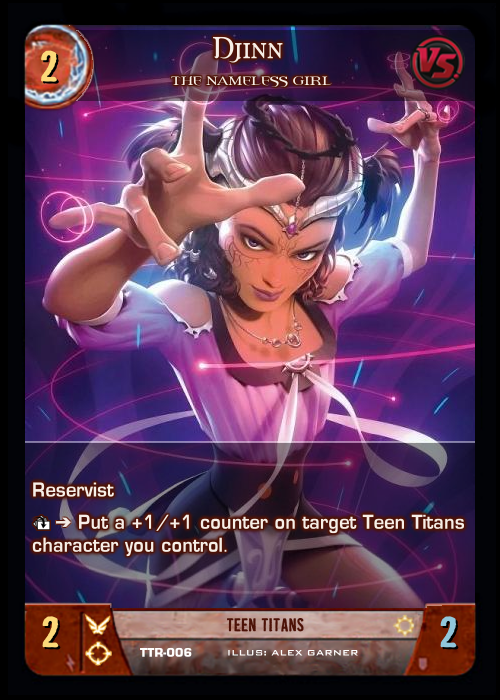 2
DJINN
THE NAMELESS GIRL
VS
Reservist
→ Put a +1/+1 counter on target Teen Titans
character you control.
2
TEEN TITANS
2
TTR-006
ILLUS: ALEX GARNER